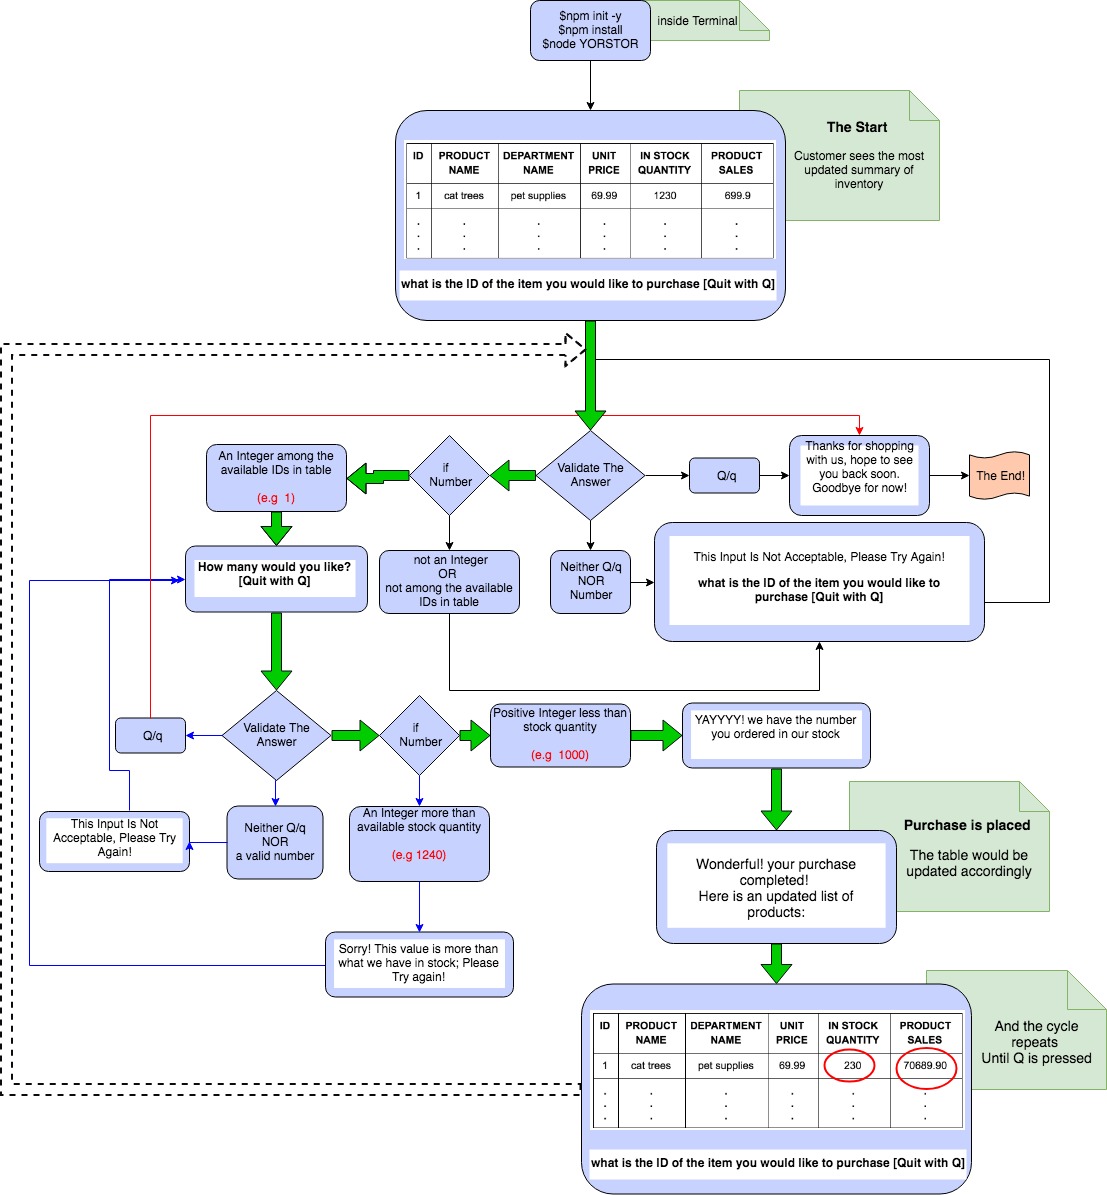 $npm init -y
$npm install
$node YORSTOR
inside Terminal
The Start
Customer sees the most
updated summary of
inventory
ID PRODUCT NAME DEPARTMENT NAME UNIT PRICE IN STOCK QUANTITY PRODUCT SALES
1 cat trees pet supplies 69.99 1230 699.9
. . . . . .
. . . . . .
. . . . . .
what is the ID of the item you would like to purchase [Quit with Q]
An Integer among the
available IDs in table
(e.g 1)
if
Number
Validate The
Answer
Q/q
Thanks for shopping
with us, hope to see
you back soon.
Goodbye for now!
The End!
How many would you like?
[Quit with Q]
not an Integer
OR
not among the available
IDs in table
Neither Q/q
NOR
Number
This Input Is Not Acceptable, Please Try Again!
what is the ID of the item you would like to
purchase [Quit with Q]
Q/q
Validate The
Answer
if
Number
Positive Integer less than
stock quantity
(e.g 1000)
YAYYYY! we have the number
you ordered in our stock
This Input Is Not
Acceptable, Please Try
Again!
Neither Q/q
NOR
a valid number
An Integer more than
available stock quantity
(e.g 1240)
Purchase is placed
The table would be
updated accordingly
Wonderful! your purchase
completed!
Here is an updated list of
products:
Sorry! This value is more than
what we have in stock; Please
Try again!
And the cycle
repeats
Until Q is pressed
ID PRODUCT NAME DEPARTMENT NAME UNIT PRICE IN STOCK QUANTITY PRODUCT SALES
1 cat trees pet supplies 69.99 230 70689.90
. . . . . .
. . . . . .
. . . . . .
what is the ID of the item you would like to purchase [Quit with Q]